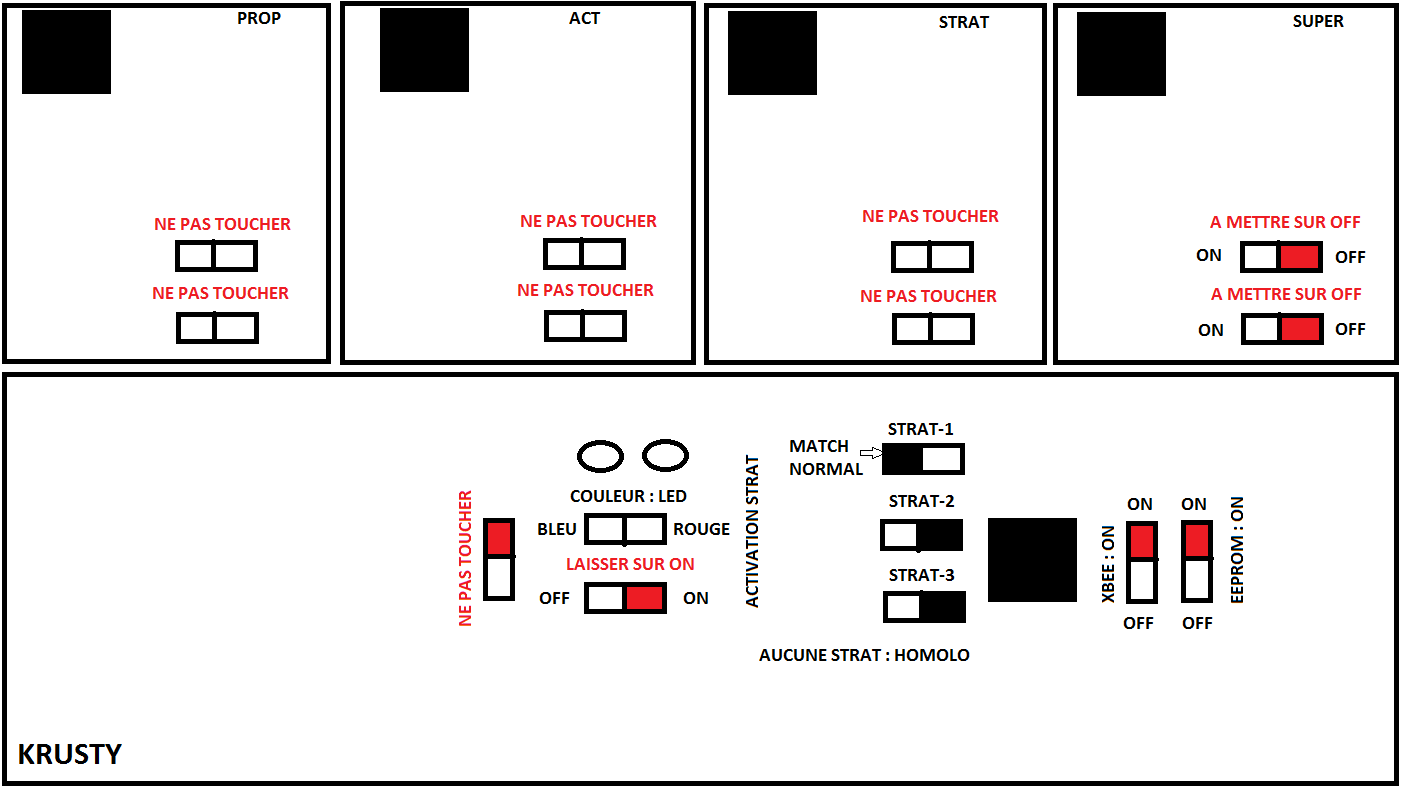 PROP
NE PAS TOUCHER
NE PAS TOUCHER
ACT
NE PAS TOUCHER
NE PAS TOUCHER
STRAT
NE PAS TOUCHER
NE PAS TOUCHER
SUPER
A METTRE SUR OFF
ON OFF
A METTRE SUR OFF
ON OFF
NE PAS TOUCHER
COULEUR : LED
BLEU ROUGE
LAISSER SUR ON
OFF ON
ACTIVATION STRAT
STRAT-1
MATCH
NORMAL
STRAT-2
STRAT-3
AUCUNE STRAT : HOMOLO
XBEE : ON
ON ON
OFF OFF
EEPROM : ON
KRUSTY